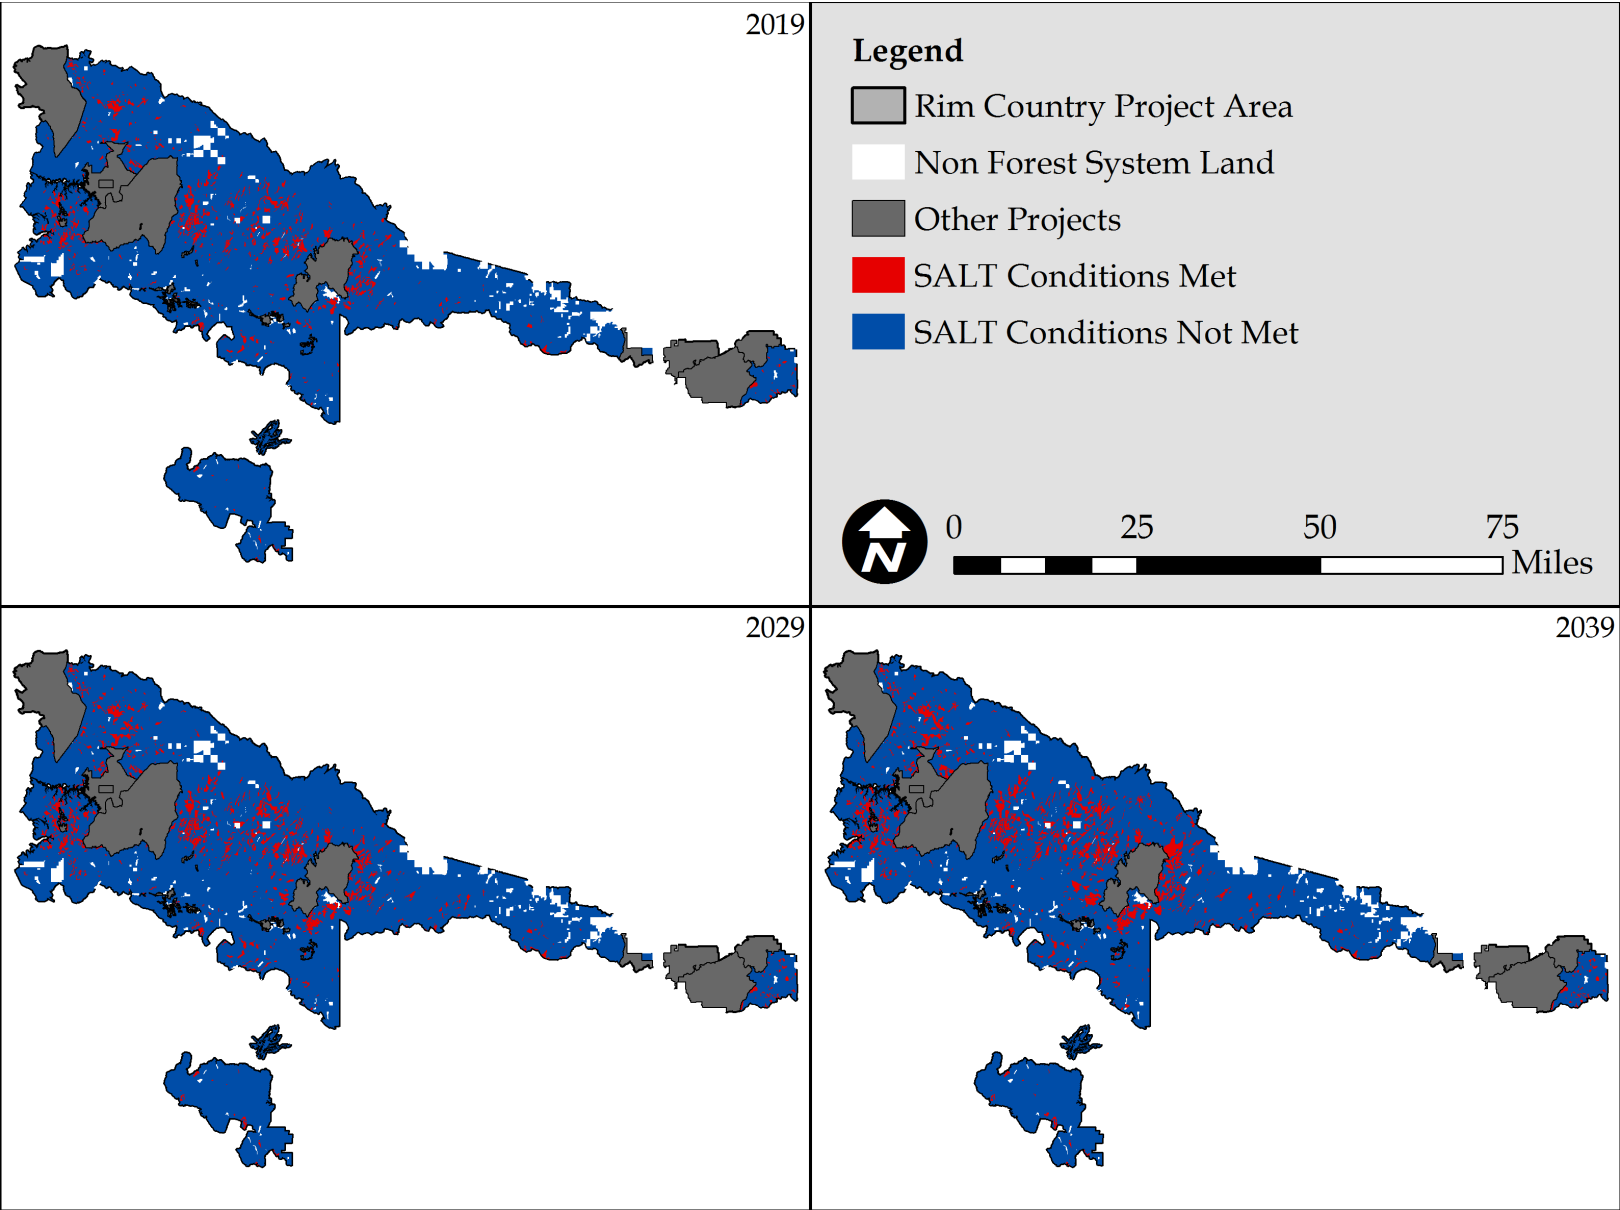 2019
Legend
Rim Country Project Area
Non Forest System Land
Other Projects
SALT Conditions Met
SALT Conditions Not Met
N
0 25 50 75
Miles
2029
2039